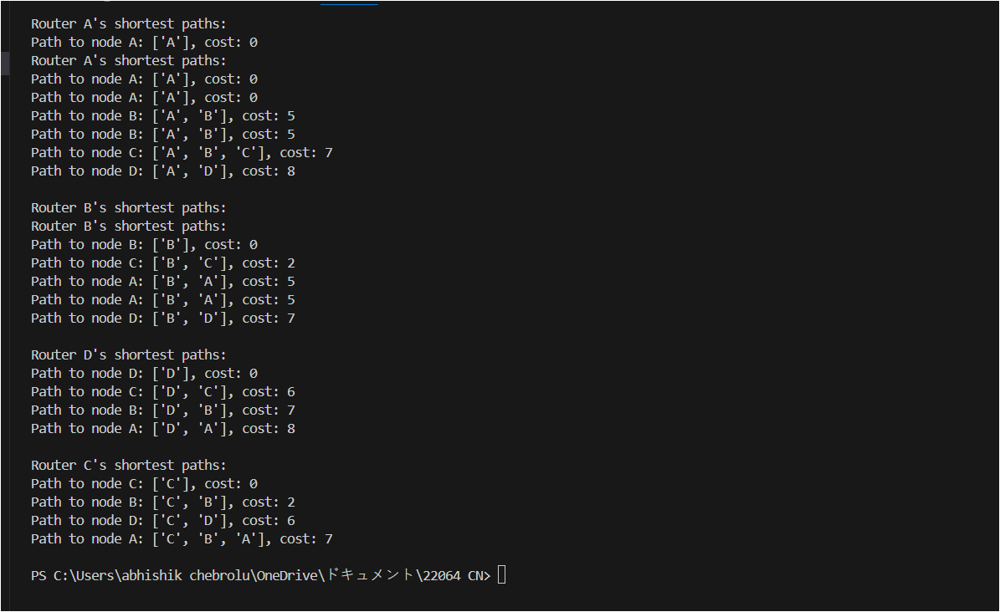 Router A's shortest paths:
Path to node A: ['A'], cost: 0
Router A's shortest paths:
Path to node A: ['A'], cost: 0
Path to node A: ['A'], cost: 0
Path to node B: ['A', 'B'], cost: 5
Path to node B: ['A', 'B'], cost: 5
Path to node C: ['A', 'B', 'C'], cost: 7
Path to node D: ['A', 'D'], cost: 8
Router B's shortest paths:
Router B's shortest paths:
Path to node B: ['B'], cost: 0
Path to node C: ['B', 'C'], cost: 2
Path to node A: ['B', 'A'], cost: 5
Path to node A: ['B', 'A'], cost: 5
Path to node D: ['B', 'D'], cost: 7
Router D's shortest paths:
Path to node D: ['D'], cost: 0
Path to node C: ['D', 'C'], cost: 6
Path to node B: ['D', 'B'], cost: 7
Path to node A: ['D', 'A'], cost: 8
Router C's shortest paths:
Path to node C: ['C'], cost: 0
Path to node B: ['C', 'B'], cost: 2
Path to node D: ['C', 'D'], cost: 6
Path to node A: ['C', 'B', 'A'], cost: 7
PS C:\Users\abhishik chebrolu\OneDrive\ドキュメント\22064 CN>